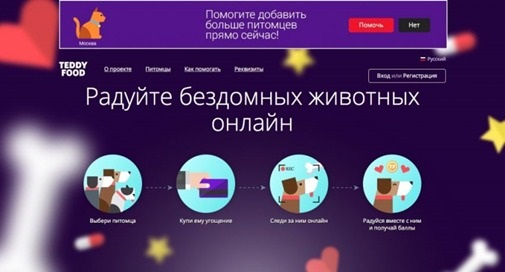 Помогите добавить
больше питомцев
прямо сейчас!
Помочь
Нет
Москва
TEDDY
FOOD
О проекте
Питомцы
Как помогать
Реквизиты
Русский
Вход или Регистрация
Радуйте бездомных животных
онлайн
REC
Выбери питомца
Купи ему угощение
Следи за ним онлайн
Радуйся вместе с ним
и получай баллы